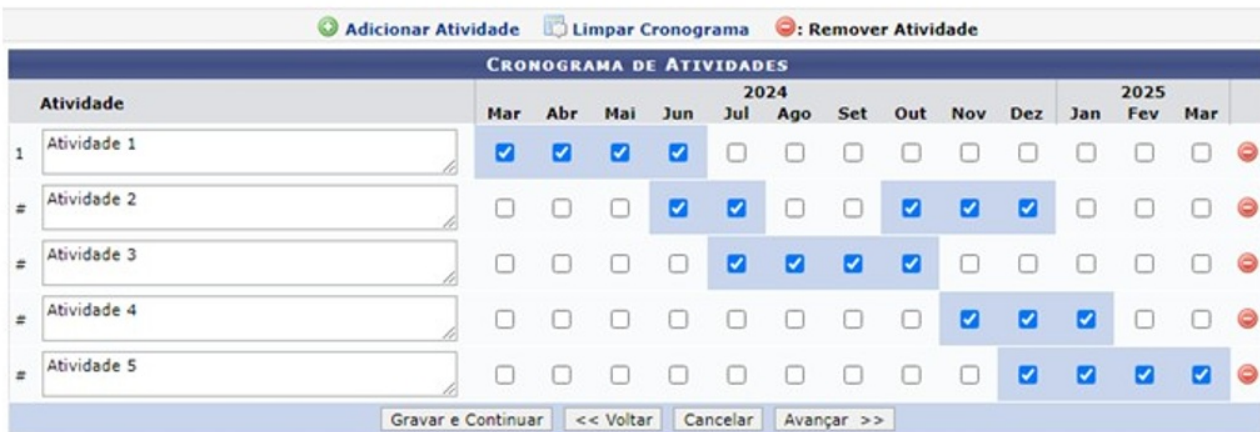 Adicionar Atividade Limpar Cronograma : Remover Atividade
CRONOGRAMA DE ATIVIDADES
Atividade 2024 2025
Mar Abr Mai Jun Jul Ago Set Out Nov Dez Jan Fev Mar
1 Atividade 1
# Atividade 2
# Atividade 3
# Atividade 4
# Atividade 5
Gravar e Continuar << Voltar Cancelar Avançar >>